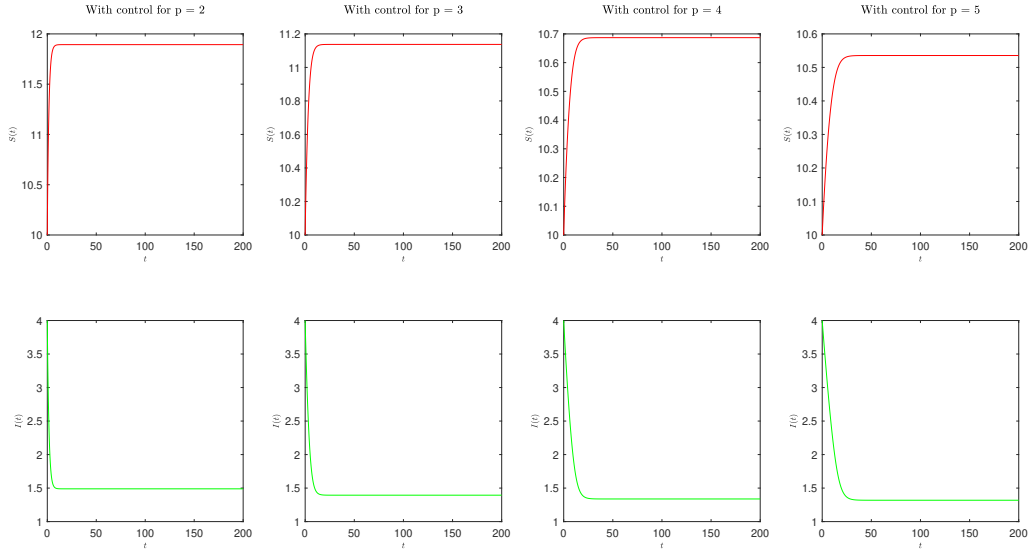 With control for p = 2
With control for p = 3
With control for p = 4
With control for p = 5
12
11.5
11
10.5
10
S(t)
0 50 100 150 200
t
11.2
11
10.8
10.6
10.4
10.2
10
S(t)
0 50 100 150 200
t
10.7
10.6
10.5
10.4
10.3
10.2
10.1
10
S(t)
0 50 100 150 200
t
10.6
10.5
10.4
10.3
10.2
10.1
10
S(t)
0 50 100 150 200
t
4
3.5
3
2.5
2
1.5
1
I(t)
0 50 100 150 200
t
4
3.5
3
2.5
2
1.5
1
I(t)
0 50 100 150 200
t
4
3.5
3
2.5
2
1.5
1
I(t)
0 50 100 150 200
t
4
3.5
3
2.5
2
1.5
1
I(t)
0 50 100 150 200
t